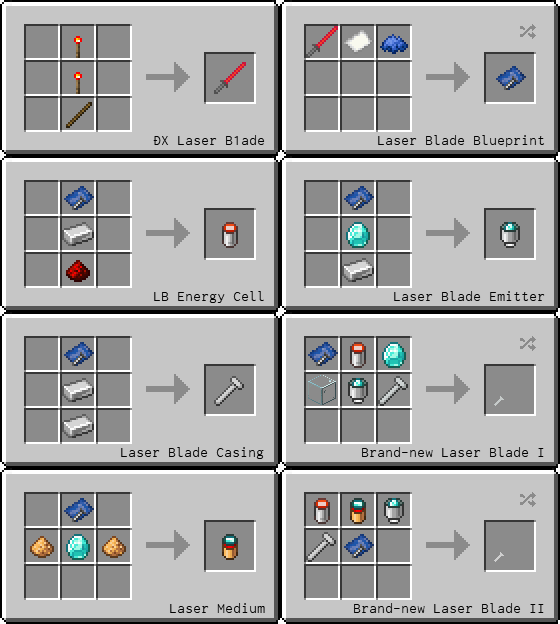 ÐX Laser B1ade
Laser Blade Blueprint
LB Energy Cell
Laser Blade Emitter
Laser Blade Casing
Brand-new Laser Blade I
Laser Medium
Brand-new Laser Blade II